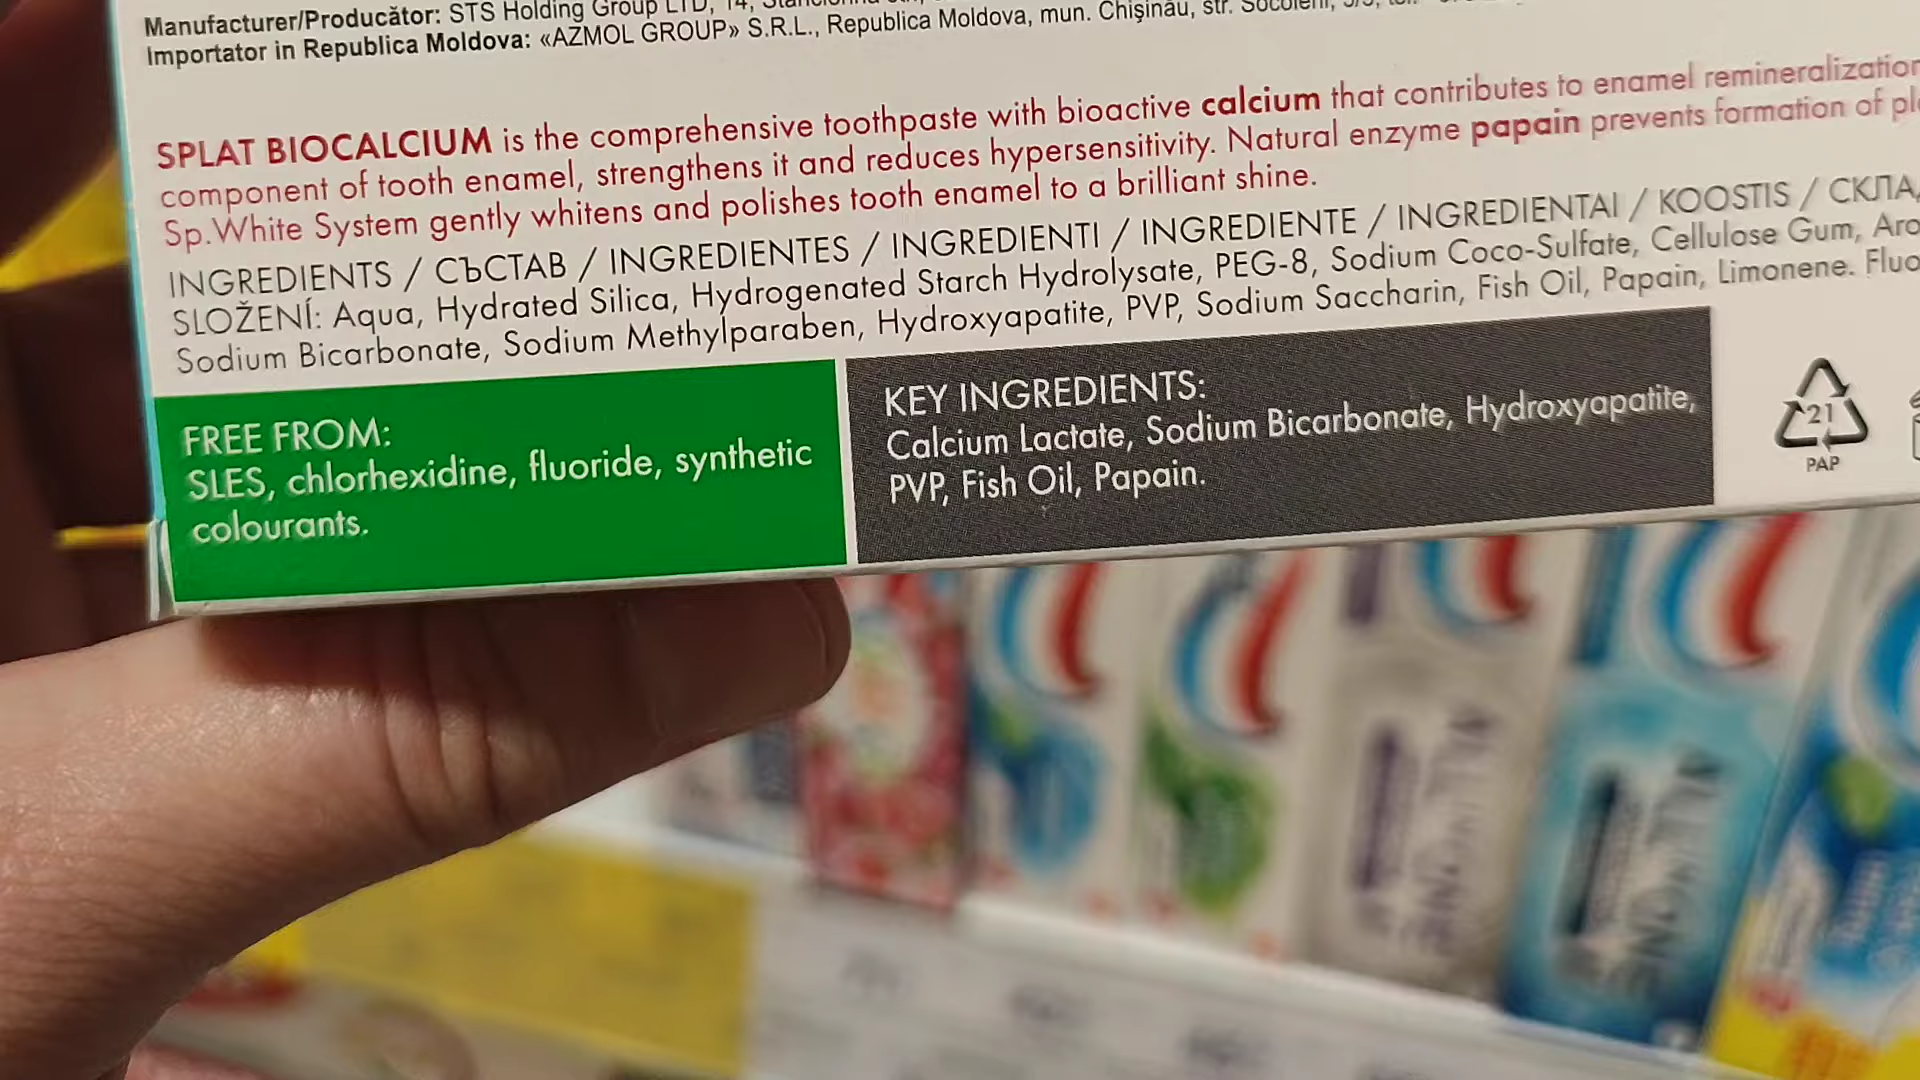 Manufacturer/Producător: STS Holding Group LTD, 14,
Importator in Republica Moldova: «AZMOL GROUP» S.R.L., Republica Moldova, mun. Chişinău, str. Socoleni,
SPLAT BIOCALCIUM is the comprehensive toothpaste with bioactive calcium that contributes to enamel remineralization
component of tooth enamel, strengthens it and reduces hypersensitivity. Natural enzyme papain prevents formation of
Sp.White System gently whitens and polishes tooth enamel to a brilliant shine.
INGREDIENTS / СЪСТАВ / INGREDIENTES / INGREDIENTI / INGREDIENTE / INGREDIENTAI / KOOSTIS /
SLOŽENÍ: Aqua, Hydrated Silica, Hydrogenated Starch Hydrolysate, PEG-8, Sodium Coco-Sulfate, Cellulose Gum,
Sodium Bicarbonate, Sodium Methylparaben, Hydroxyapatite, PVP, Sodium Saccharin, Fish Oil, Papain, Limonene.
FREE FROM:
SLES, chlorhexidine, fluoride, synthetic
colourants.
KEY INGREDIENTS:
Calcium Lactate, Sodium Bicarbonate, Hydroxyapatite,
PVP, Fish Oil, Papain.
21
PAP